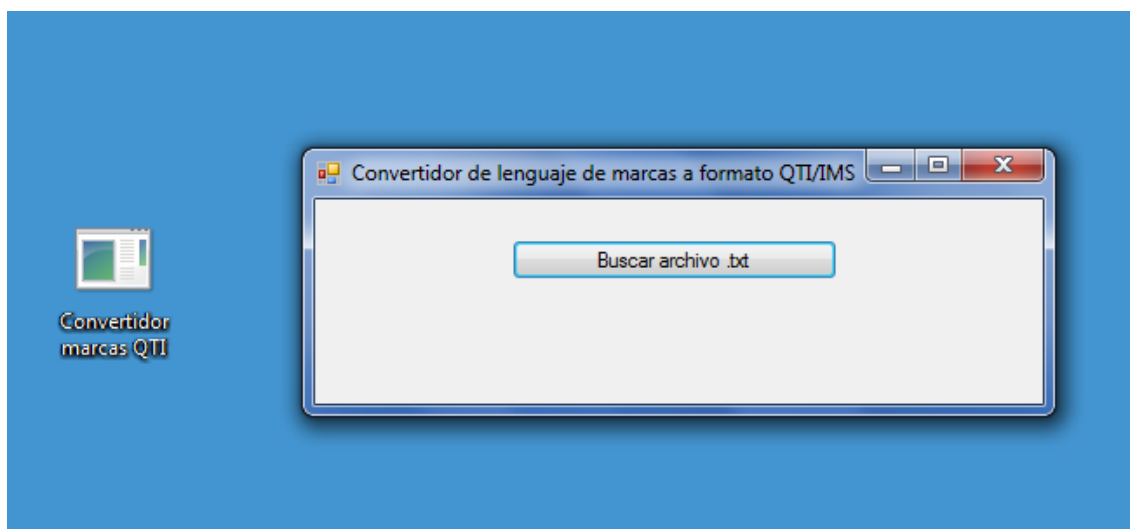 Convertidor de lenguaje de marcas a formato QTI/IMS
Buscar archivo .txt
Convertidor
marcas QTI